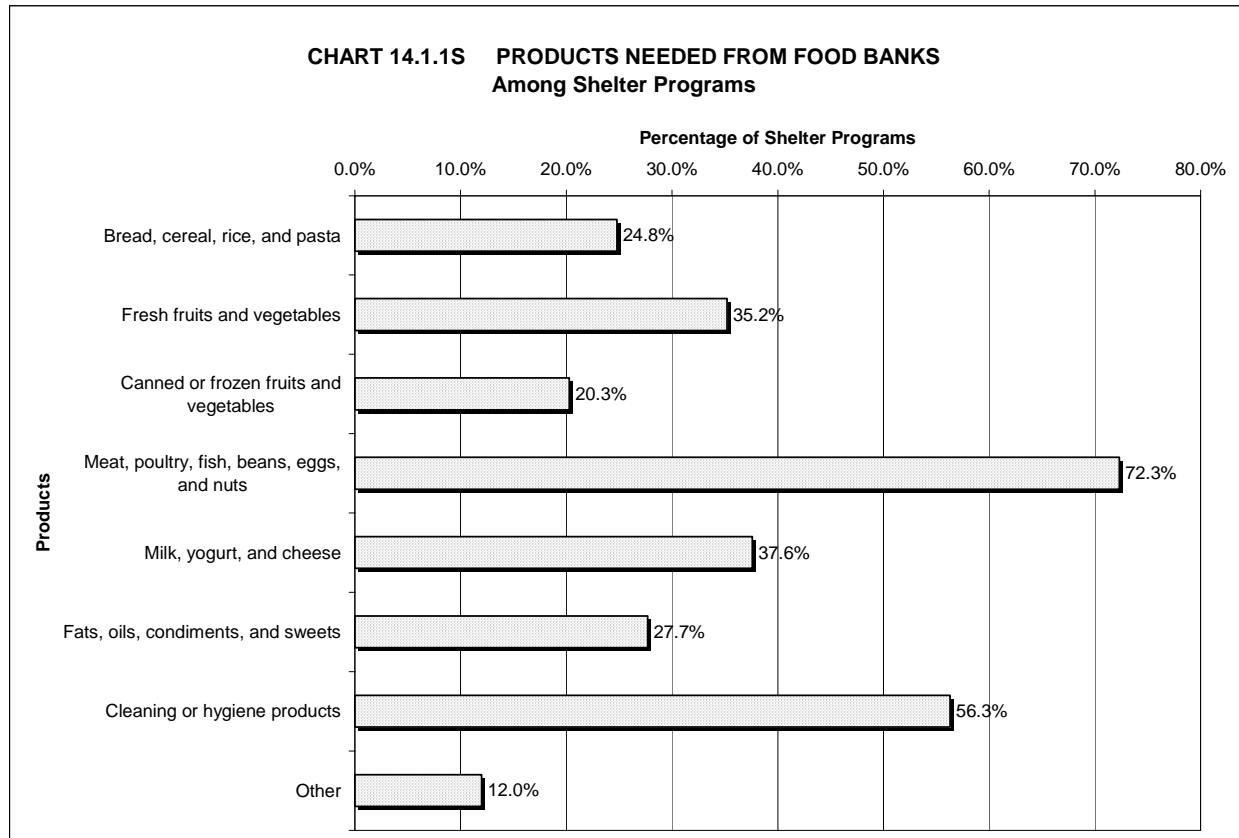 CHART 14.1.1S PRODUCTS NEEDED FROM FOOD BANKS
Among Shelter Programs
Percentage of Shelter Programs
0.0% 10.0% 20.0% 30.0% 40.0% 50.0% 60.0% 70.0% 80.0%
Products
Bread, cereal, rice, and pasta 24.8%
Fresh fruits and vegetables 35.2%
Canned or frozen fruits and
vegetables 20.3%
Meat, poultry, fish, beans, eggs,
and nuts 72.3%
Milk, yogurt, and cheese 37.6%
Fats, oils, condiments, and sweets 27.7%
Cleaning or hygiene products 56.3%
Other 12.0%